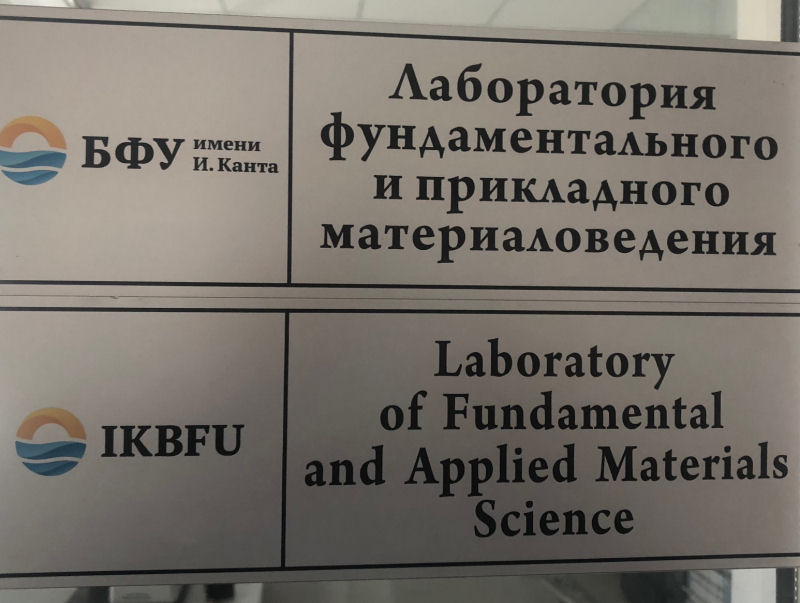 БФУ имени
И. Канта
Лаборатория
фундаментального
и прикладного
материаловедения
IKBFU
Laboratory
of Fundamental
and Applied Materials
Science